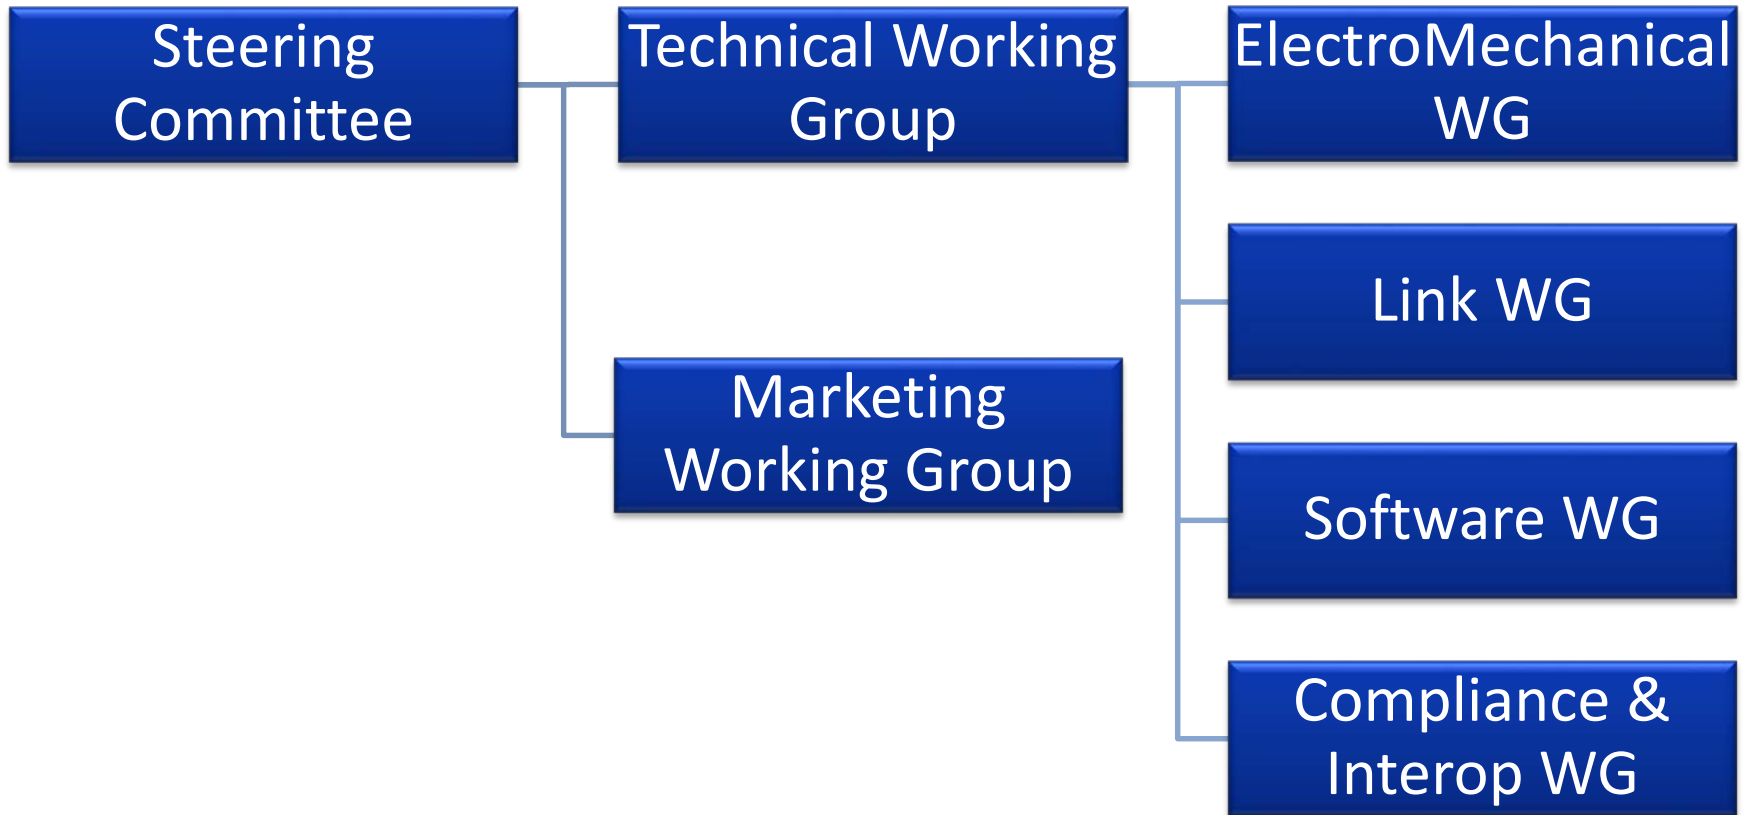 Steering
Committee
Technical Working
Group
ElectroMechanical
WG
Link WG
Marketing
Working Group
Software WG
Compliance &
Interop WG